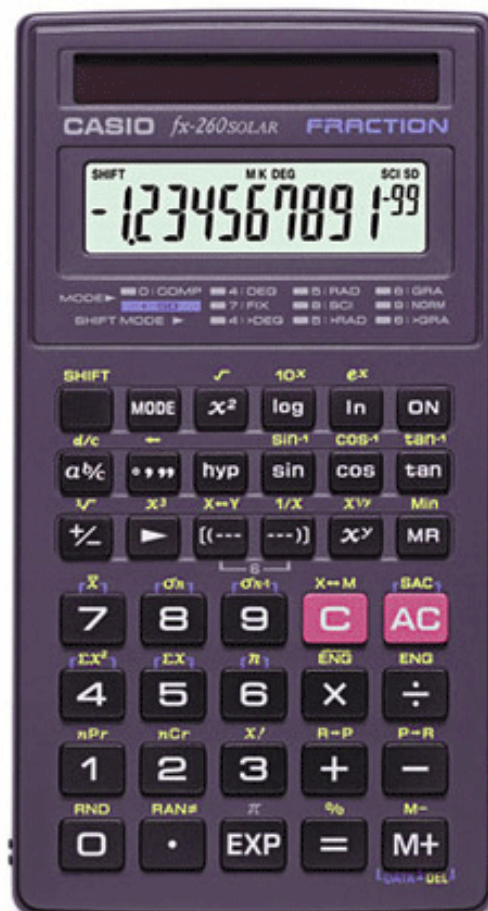 CASIO fx-260SOLAR FRACTION
SHIFT M K DEG SCI SD
-1.234567891-99
MODE► 0:COMP 4:DEG 5:RAD 6:GRA
7:FIX 8:SCI 9:NORM
SHIFT MODE ► 4:>DEG 5:>RAD 6:>GRA
SHIFT √ 10ˣ eˣ
MODE x² log ln ON
d/c ← sin⁻¹ cos⁻¹ tan⁻¹
ab/c °,,, hyp sin cos tan
³√ x³ X↔Y 1/X X¹/ʸ Min
+/− ► [(--- ---)] xʸ MR
6
x̄ σn σn-1 X↔M SAC
7 8 9 C AC
Σx² Σx n ENG ENG
4 5 6 × ÷
nPr nCr X! R→P P→R
1 2 3 + −
RND RAN# π % M−
0 · EXP = M+
DATA DEL